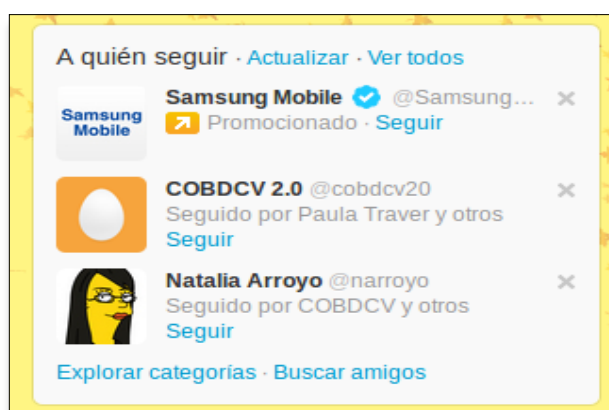 A quién seguir · Actualizar · Ver todos
Samsung Mobile
Samsung Mobile @Samsung...
Promocionado · Seguir
COBDCV 2.0 @cobdcv20
Seguido por Paula Traver y otros
Seguir
Natalia Arroyo @narroyo
Seguido por COBDCV y otros
Seguir
Explorar categorías · Buscar amigos